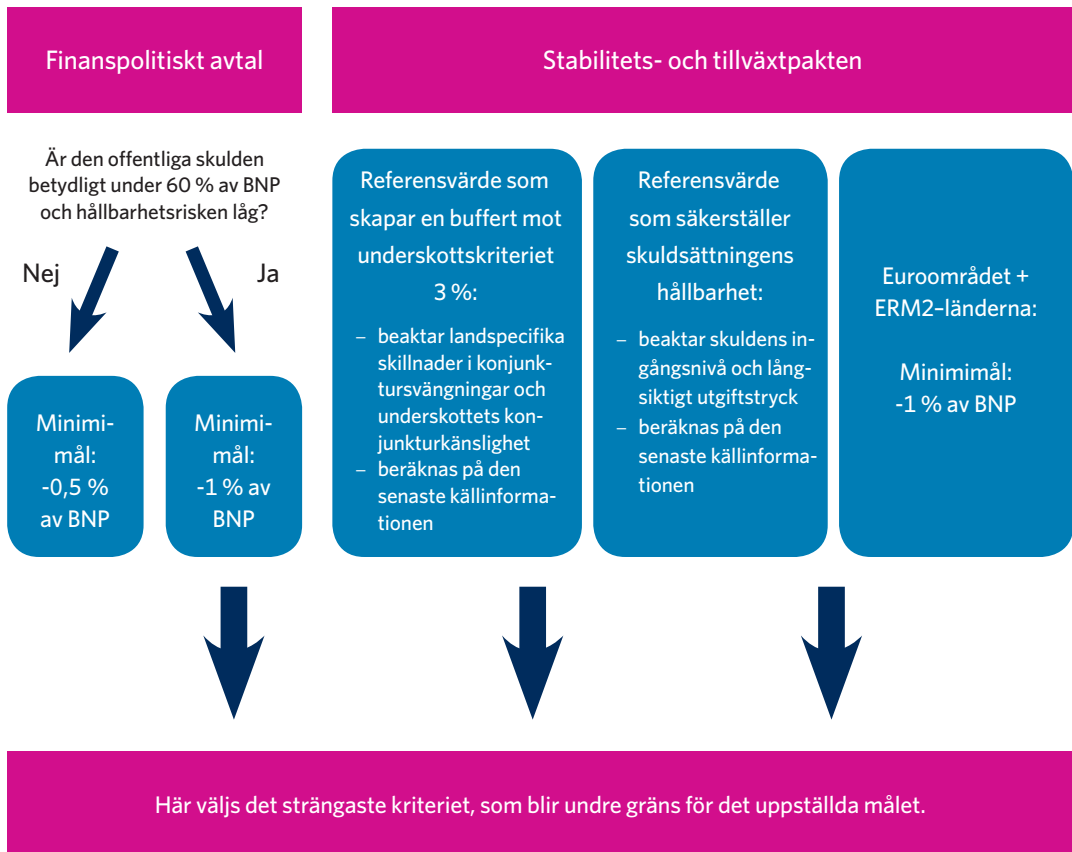 Finanspolitiskt avtal
Stabilitets- och tillväxtpakten
Är den offentliga skulden
betydligt under 60 % av BNP
och hållbarhetsrisken låg?
Nej
Ja
Minimi-
mål:
-0,5 %
av BNP
Minimi-
mål:
-1 % av
BNP
Referensvärde som
skapar en buffert mot
underskottskriteriet
3 %:
– beaktar landspecifika
skillnader i konjunk-
tursvängningar och
underskottets kon-
junkturkänslighet
– beräknas på den
senaste källinforma-
tionen
Referensvärde
som säkerställer
skuldsättningens
hållbarhet:
– beaktar skuldens in-
gångsnivå och lång-
siktigt utgiftstryck
– beräknas på den
senaste källinforma-
tionen
Euroområdet +
ERM2-länderna:
Minimimål:
-1 % av BNP
Här väljs det strängaste kriteriet, som blir undre gräns för det uppställda målet.